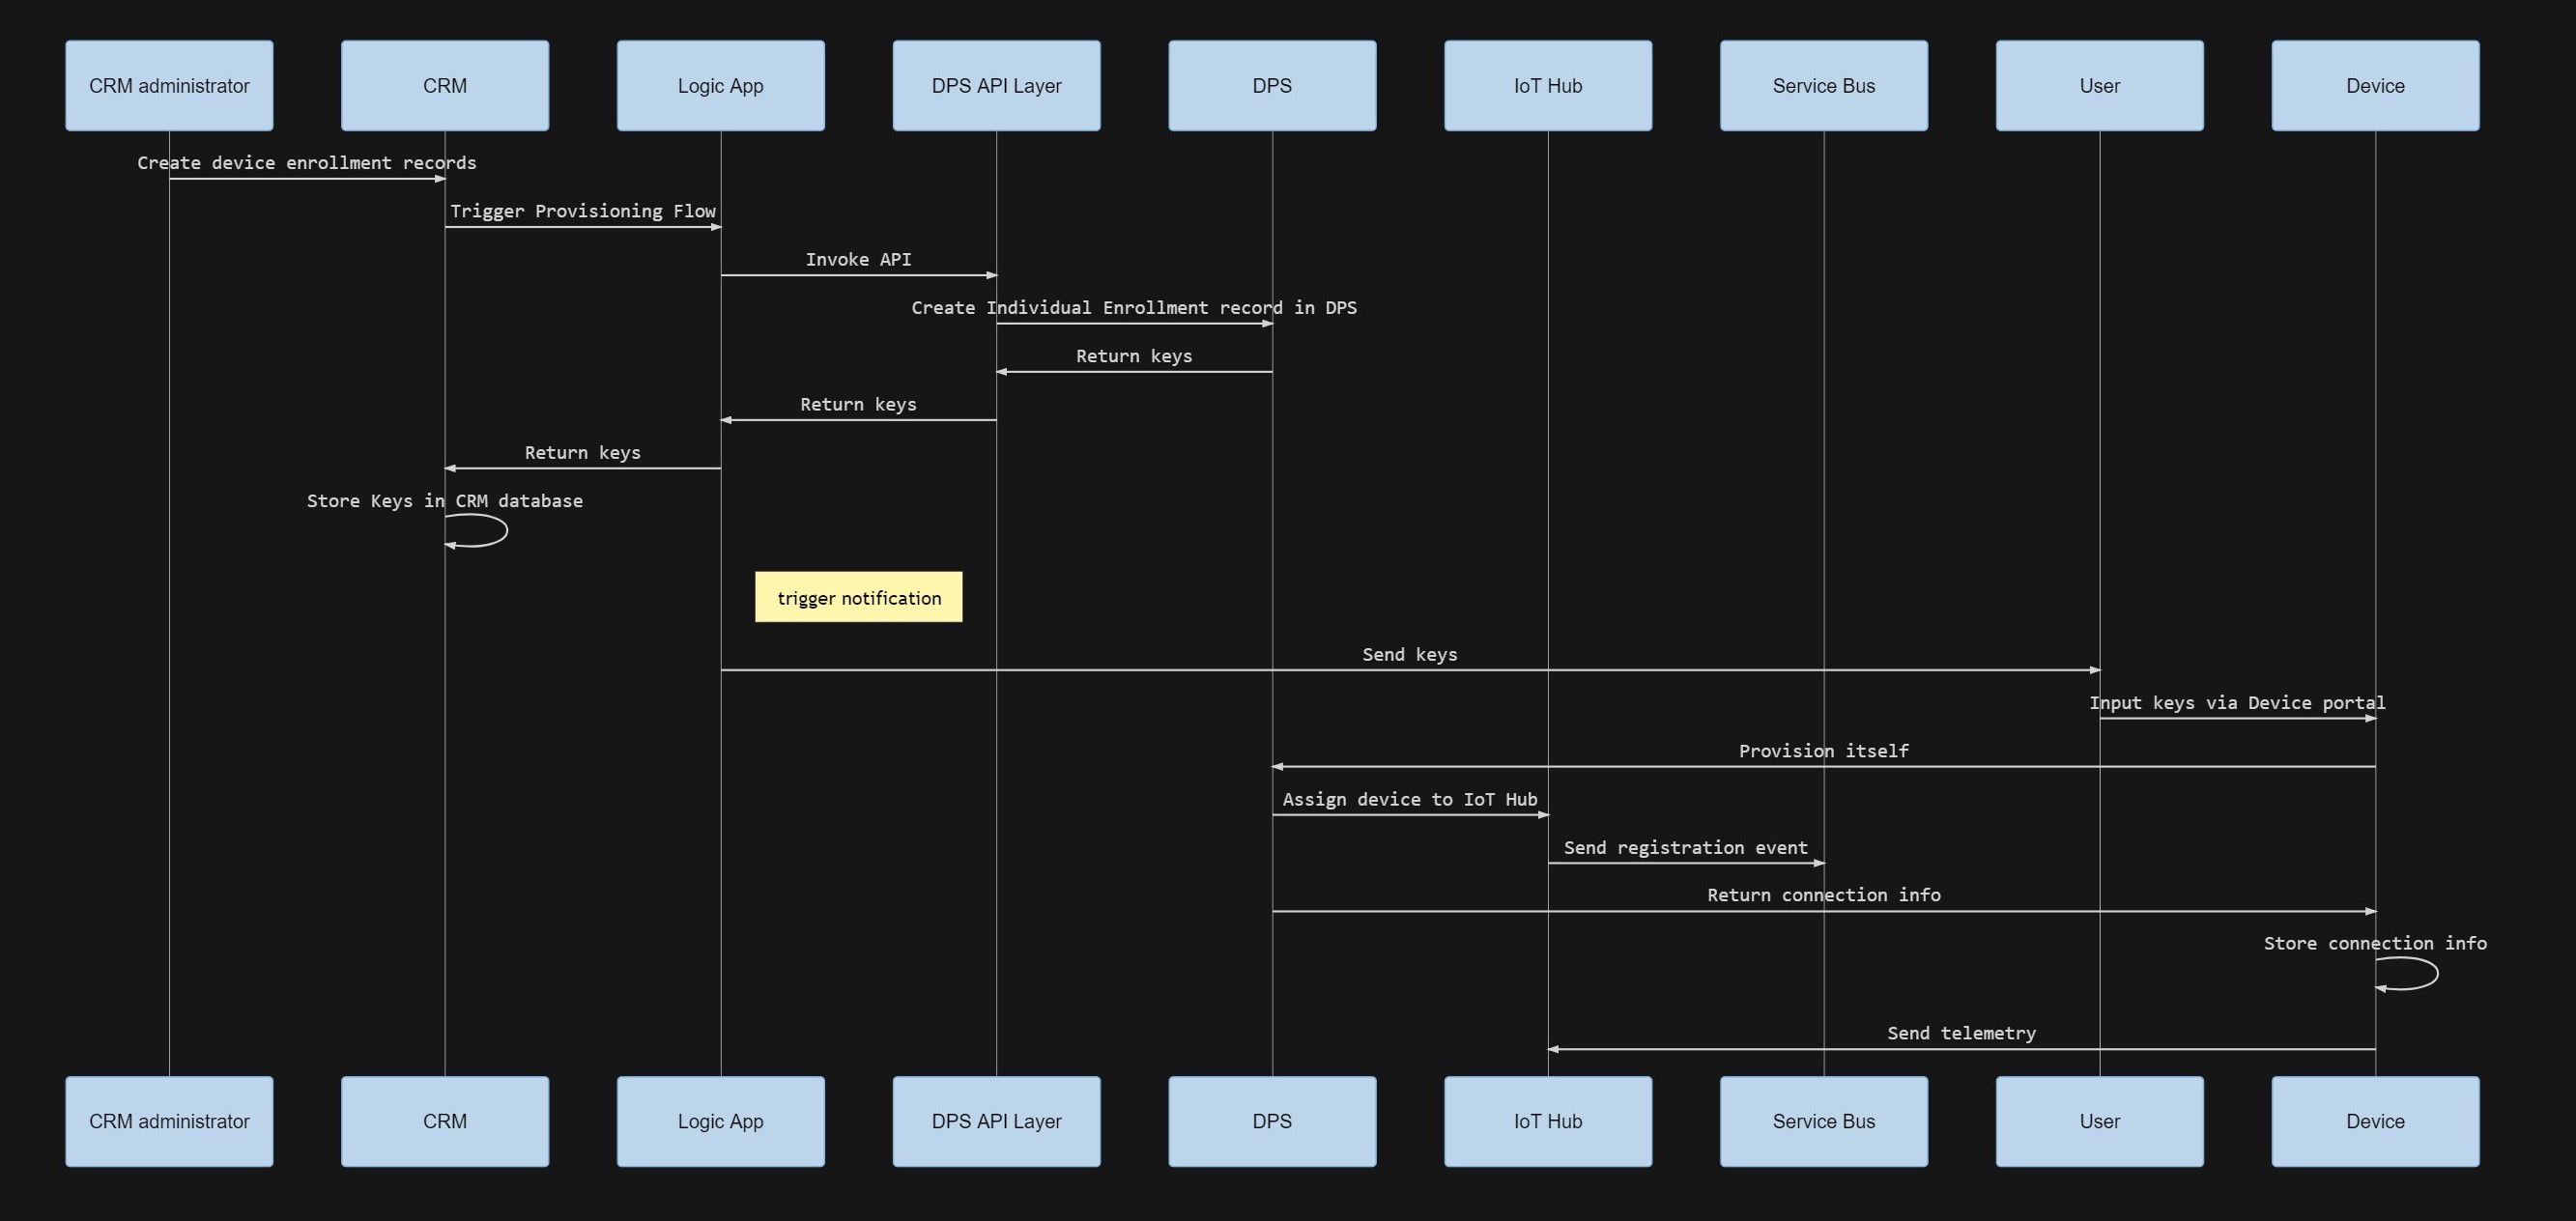 CRM administrator
CRM
Logic App
DPS API Layer
DPS
IoT Hub
Service Bus
User
Device
Create device enrollment records
Trigger Provisioning Flow
Invoke API
Create Individual Enrollment record in DPS
Return keys
Return keys
Return keys
Store Keys in CRM database
trigger notification
Send keys
Input keys via Device portal
Provision itself
Assign device to IoT Hub
Send registration event
Return connection info
Store connection info
Send telemetry
CRM administrator
CRM
Logic App
DPS API Layer
DPS
IoT Hub
Service Bus
User
Device